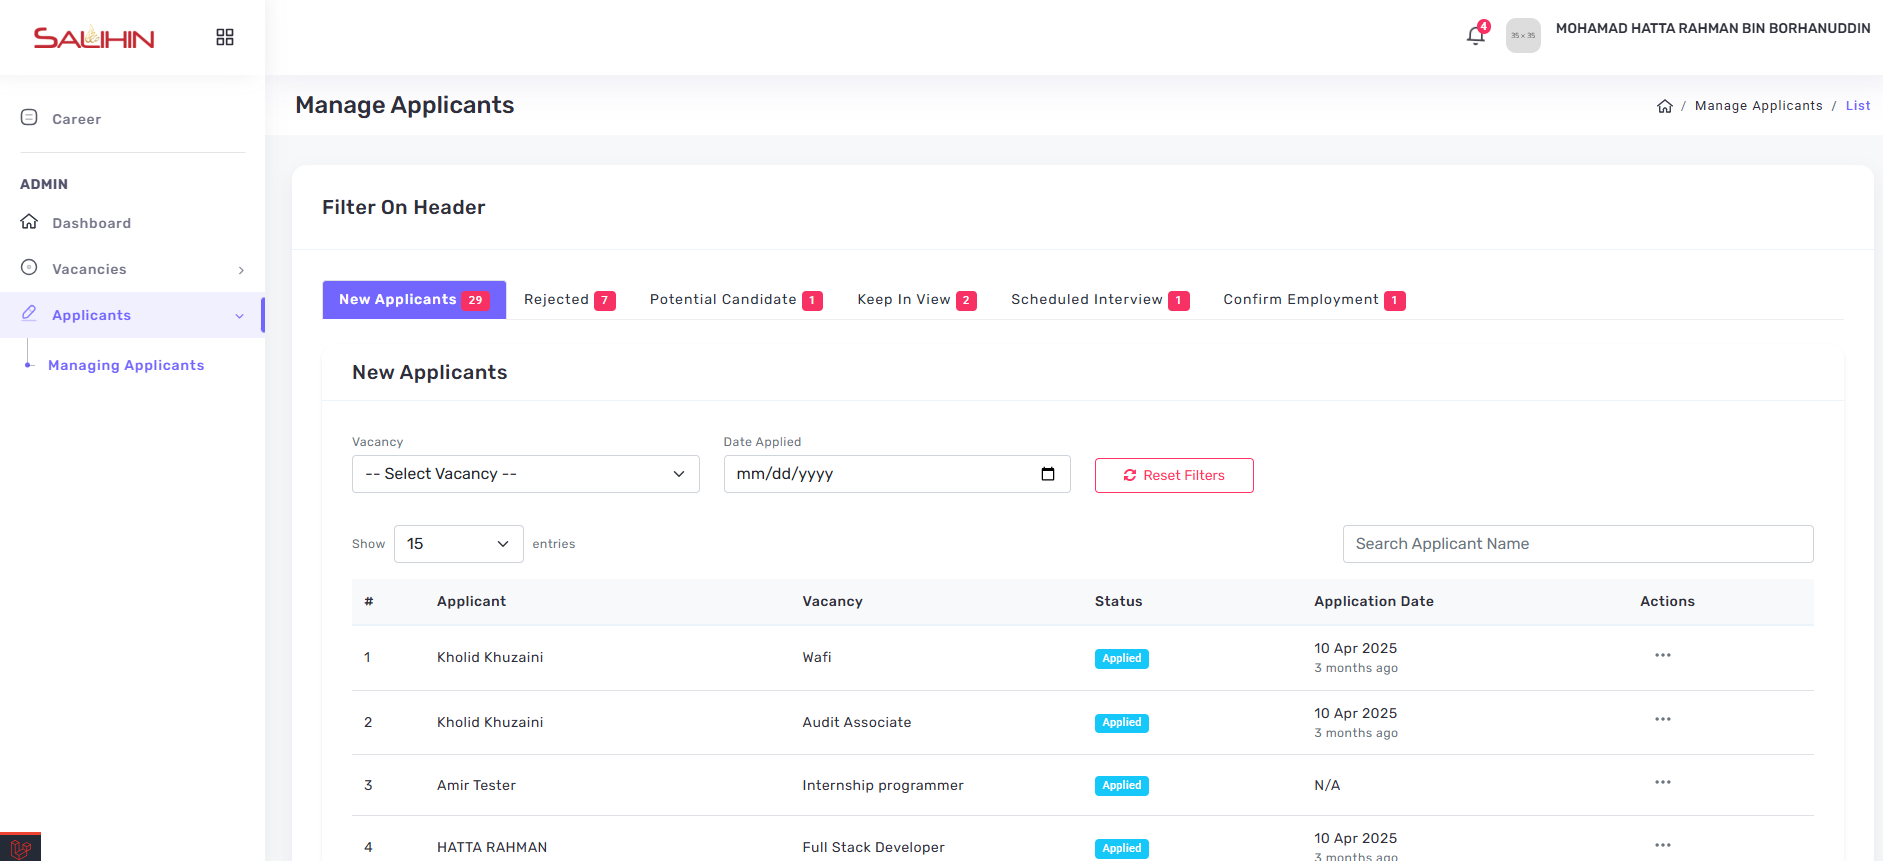 SALIHIN
4
35 × 35
MOHAMAD HATTA RAHMAN BIN BORHANUDDIN
Career
ADMIN
Dashboard
Vacancies
Applicants
Managing Applicants
Manage Applicants
/ Manage Applicants / List
Filter On Header
New Applicants 29 Rejected 7 Potential Candidate 1 Keep In View 2 Scheduled Interview 1 Confirm Employment 1
New Applicants
Vacancy Date Applied
-- Select Vacancy -- mm/dd/yyyy Reset Filters
Show 15 entries Search Applicant Name
# Applicant Vacancy Status Application Date Actions
1 Kholid Khuzaini Wafi Applied 10 Apr 2025
3 months ago
2 Kholid Khuzaini Audit Associate Applied 10 Apr 2025
3 months ago
3 Amir Tester Internship programmer Applied N/A
4 HATTA RAHMAN Full Stack Developer Applied 10 Apr 2025
3 months ago